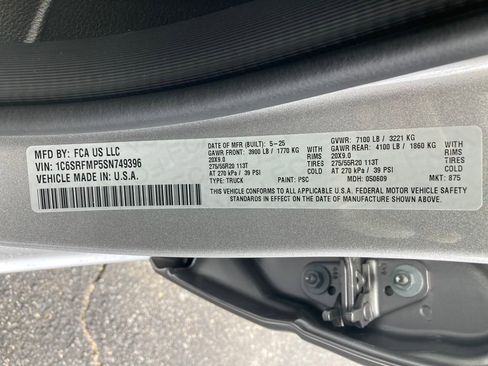 MFD BY: FCA US LLC
VIN: 1C6SRFMP5SN749396
VEHICLE MADE IN: U.S.A.
DATE OF MFR (BUILT): 5-25
GVWR: 7100 LB / 3221 KG
GAWR FRONT: 3900 LB / 1770 KG WITH
GAWR REAR: 4100 LB / 1860 KG WITH
20X9.0 RIMS
20X9.0 RIMS
275/55R20 113T TIRES
275/55R20 113T TIRES
AT 270 kPa / 39 PSI COLD
AT 270 kPa / 39 PSI COLD
TYPE: TRUCK PAINT: PSC MDH: 050609 MKT: 875
THIS VEHICLE CONFORMS TO ALL APPLICABLE U.S.A. FEDERAL MOTOR VEHICLE SAFETY
STANDARDS IN EFFECT ON THE DATE OF MANUFACTURE SHOWN ABOVE